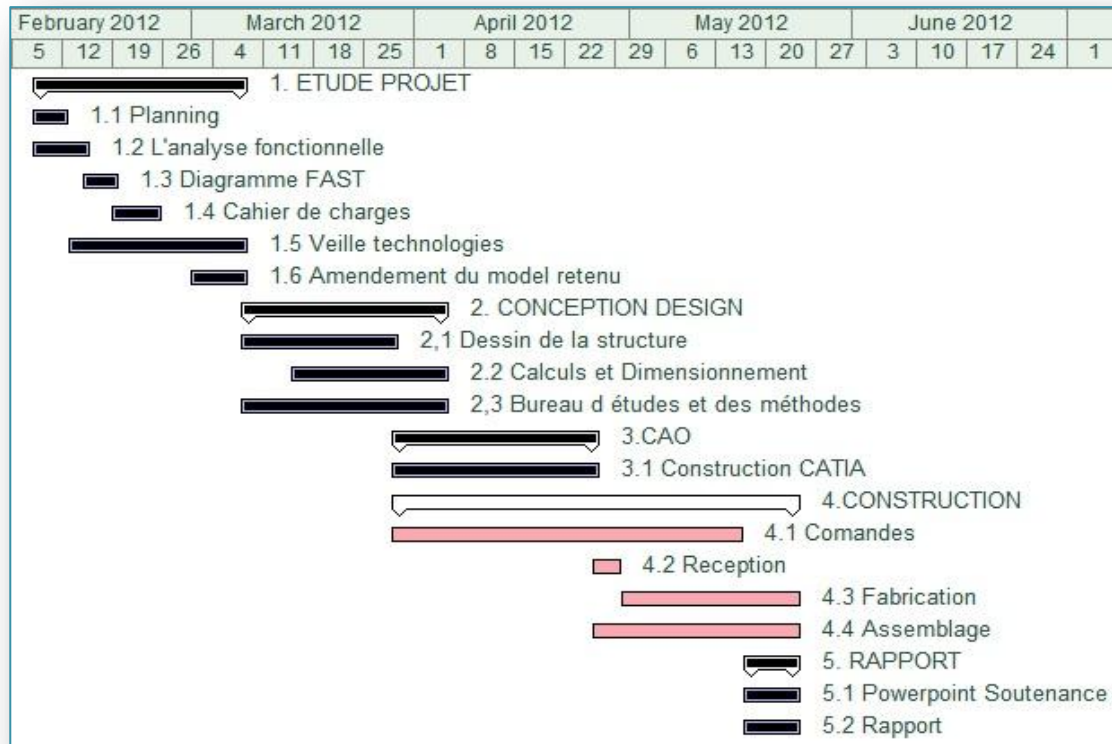 February 2012 March 2012 April 2012 May 2012 June 2012
5 12 19 26 4 11 18 25 1 8 15 22 29 6 13 20 27 3 10 17 24 1
1. ETUDE PROJET
1.1 Planning
1.2 L'analyse fonctionnelle
1.3 Diagramme FAST
1.4 Cahier de charges
1.5 Veille technologies
1.6 Amendement du model retenu
2. CONCEPTION DESIGN
2,1 Dessin de la structure
2.2 Calculs et Dimensionnement
2,3 Bureau d études et des méthodes
3.CAO
3.1 Construction CATIA
4.CONSTRUCTION
4.1 Comandes
4.2 Reception
4.3 Fabrication
4.4 Assemblage
5. RAPPORT
5.1 Powerpoint Soutenance
5.2 Rapport